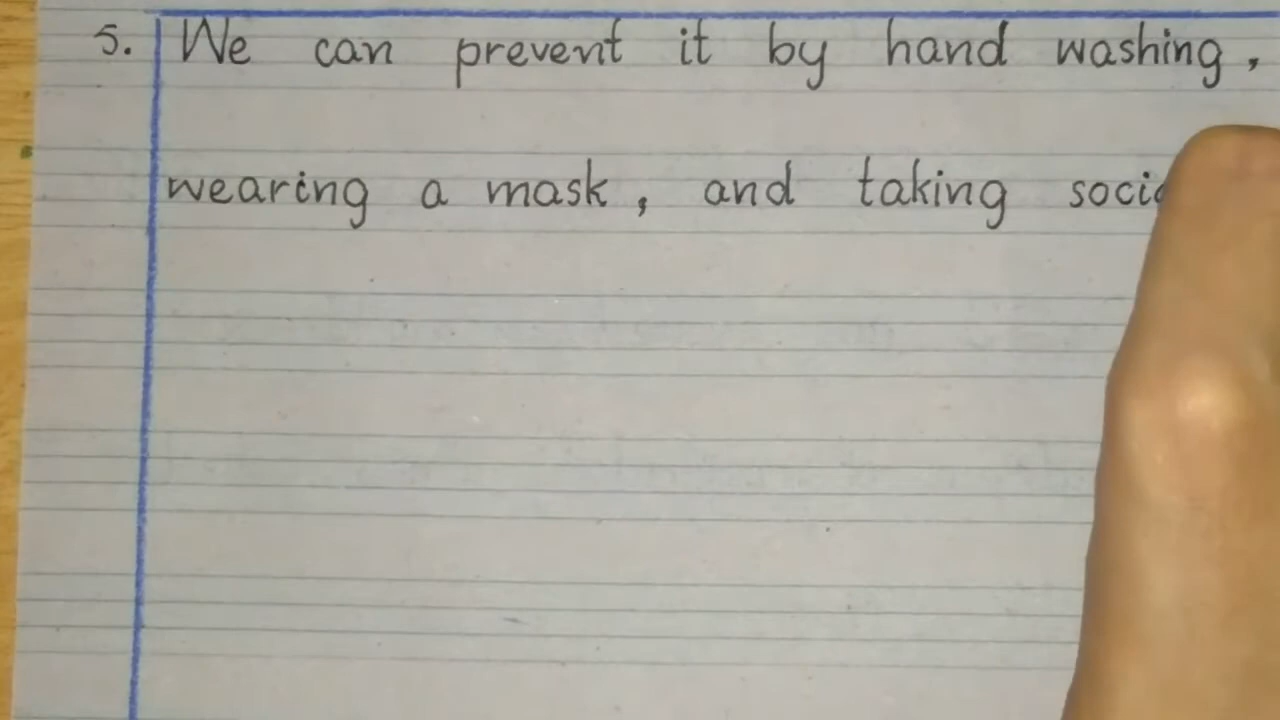 5. We can prevent it by hand washing,
wearing a mask, and taking